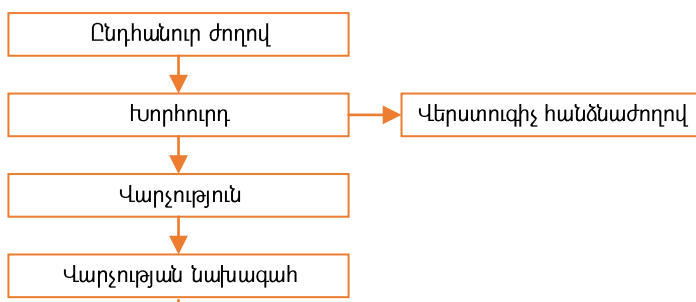 Ընդհանուր ժողով
Խորհուրդ
Վերստուգիչ հանձնաժողով
Վարչություն
Վարչության նախագահ